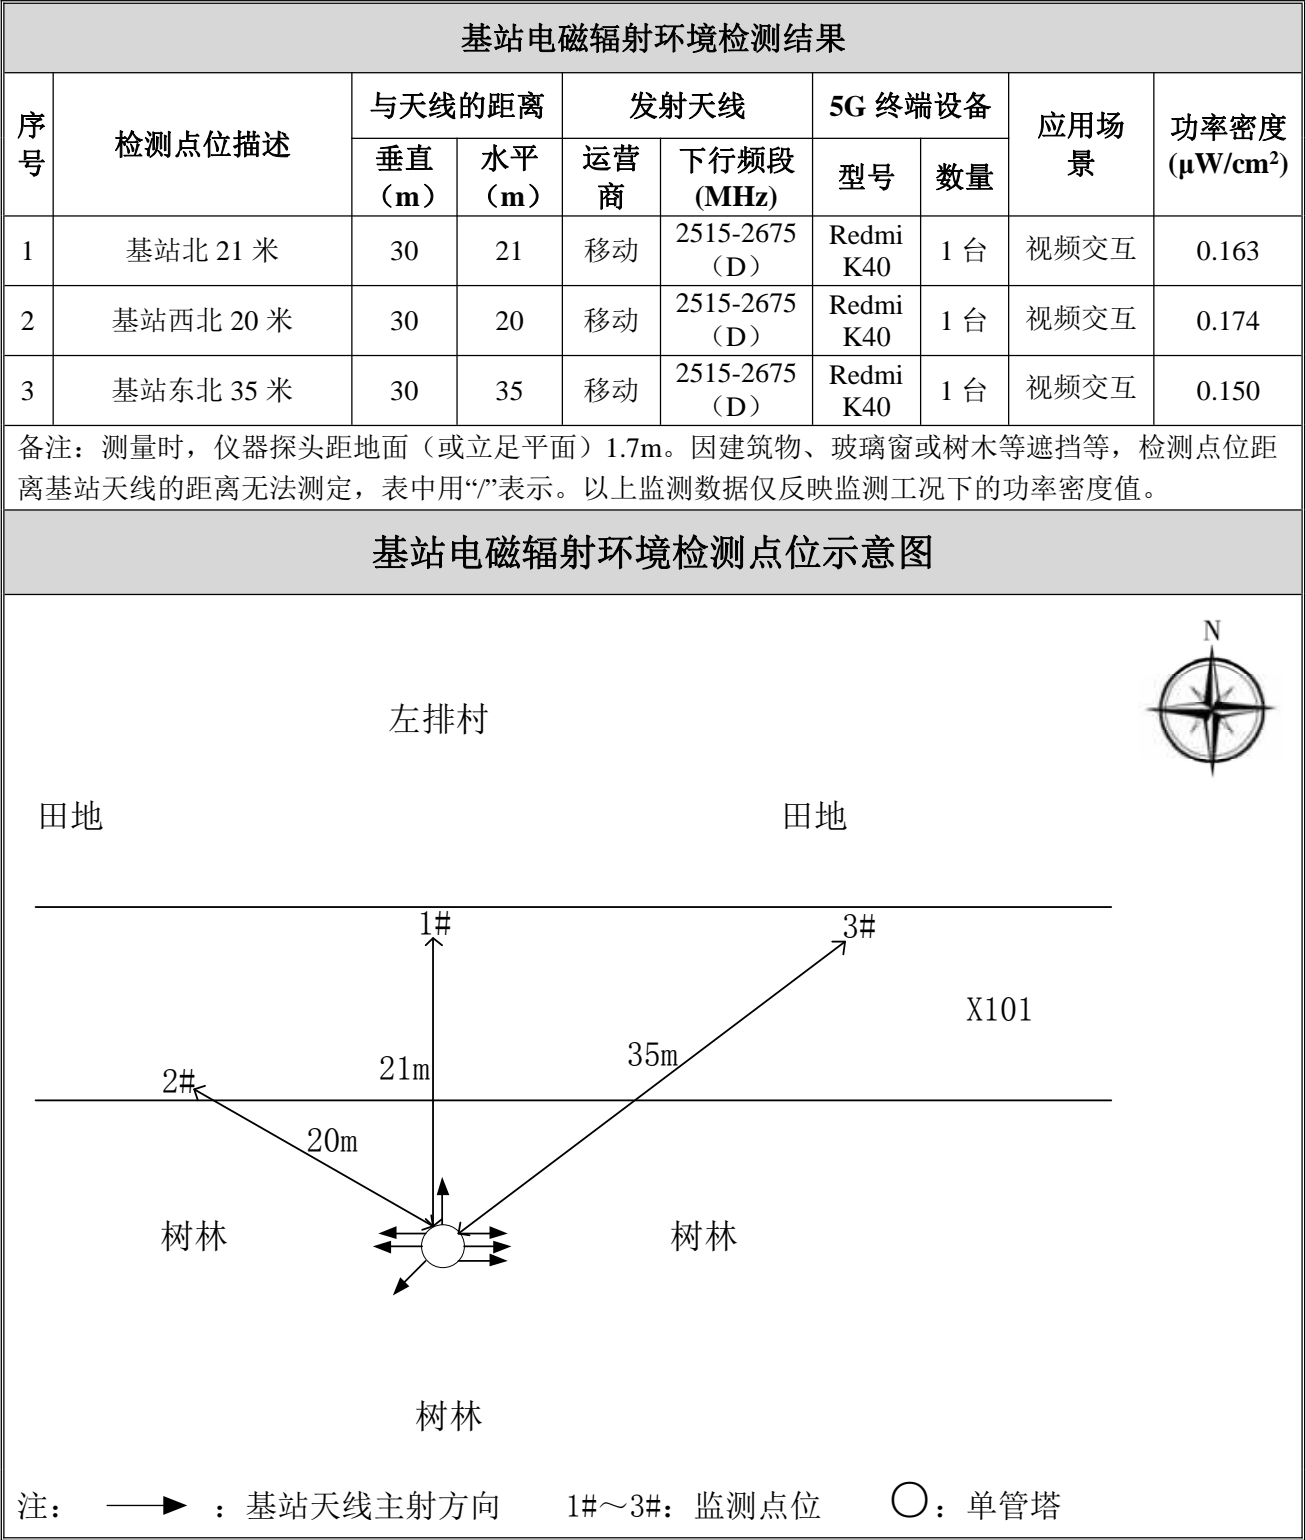 基站电磁辐射环境检测结果
序号 检测点位描述 与天线的距离 发射天线 5G 终端设备 应用场景 功率密度(μW/cm²)
垂直（m） 水平（m） 运营商 下行频段(MHz) 型号 数量
1 基站北 21 米 30 21 移动 2515-2675（D） Redmi K40 1 台 视频交互 0.163
2 基站西北 20 米 30 20 移动 2515-2675（D） Redmi K40 1 台 视频交互 0.174
3 基站东北 35 米 30 35 移动 2515-2675（D） Redmi K40 1 台 视频交互 0.150
备注：测量时，仪器探头距地面（或立足平面）1.7m。因建筑物、玻璃窗或树木等遮挡等，检测点位距
离基站天线的距离无法测定，表中用“/”表示。以上监测数据仅反映监测工况下的功率密度值。
基站电磁辐射环境检测点位示意图
N
左排村
田地 田地
1# 3#
X101
35m
21m
2#
20m
树林 树林
树林
注： ：基站天线主射方向 1#～3#：监测点位 ：单管塔